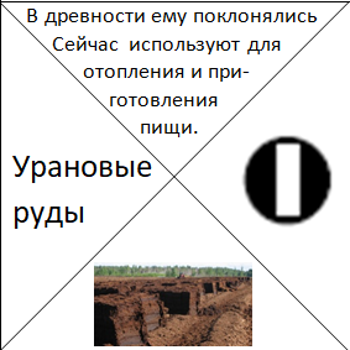 В древности ему поклонялись
Сейчас используют для
отопления и при-
готовления
пищи.
Урановые
руды